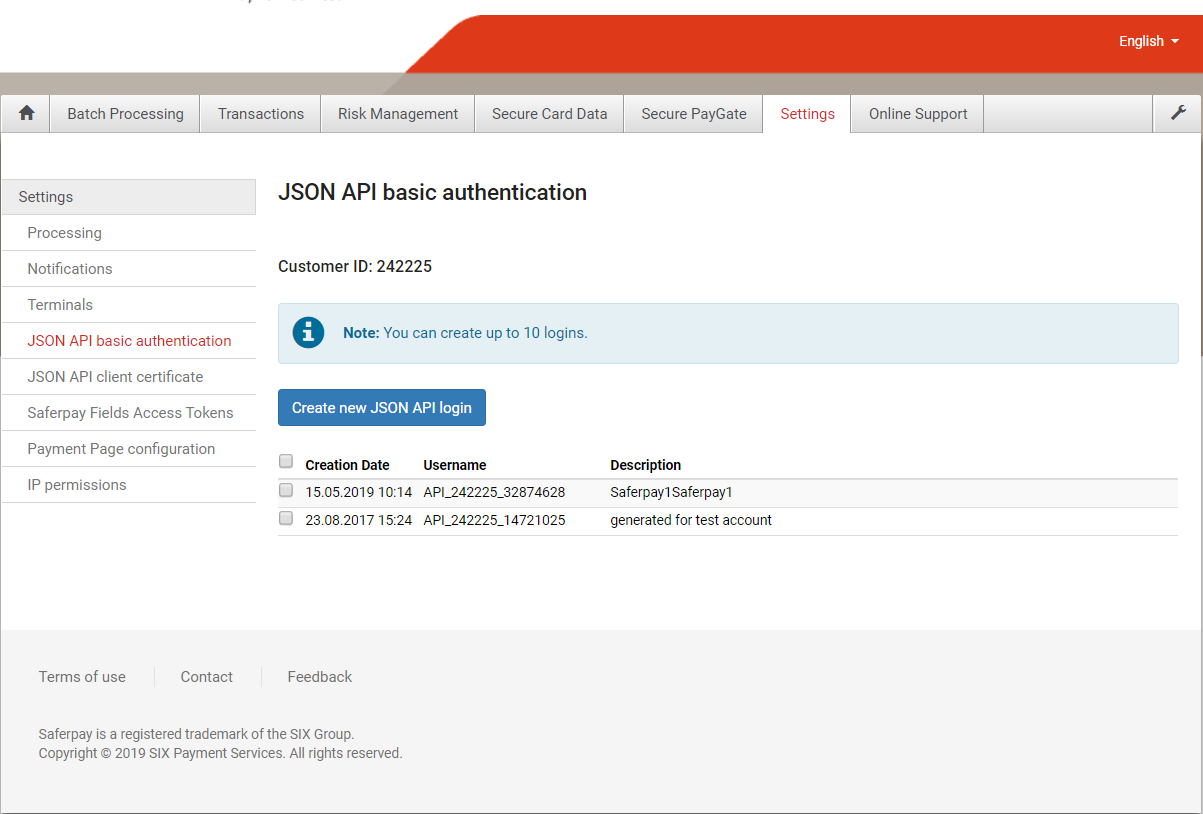 English
Batch Processing Transactions Risk Management Secure Card Data Secure PayGate Settings Online Support
Settings
Processing
Notifications
Terminals
JSON API basic authentication
JSON API client certificate
Saferpay Fields Access Tokens
Payment Page configuration
IP permissions
JSON API basic authentication
Customer ID: 242225
Note: You can create up to 10 logins.
Create new JSON API login
Creation Date Username Description
15.05.2019 10:14 API_242225_32874628 Saferpay1Saferpay1
23.08.2017 15:24 API_242225_14721025 generated for test account
Terms of use Contact Feedback
Saferpay is a registered trademark of the SIX Group.
Copyright © 2019 SIX Payment Services. All rights reserved.